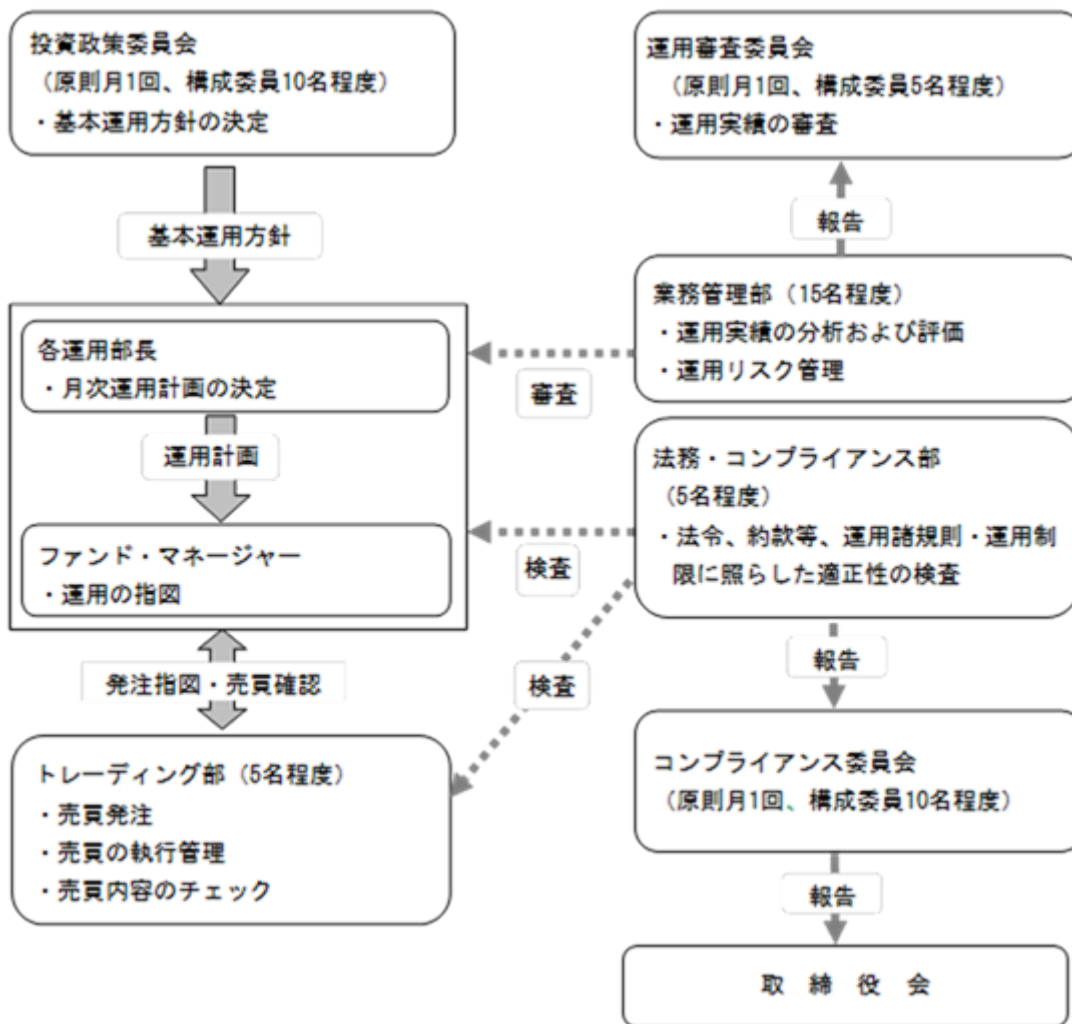 投資政策委員会
（原則月1回、構成委員10名程度）
・基本運用方針の決定
基本運用方針
各運用部長
・月次運用計画の決定
運用計画
ファンド・マネージャー
・運用の指図
発注指図・売買確認
トレーディング部（5名程度）
・売買発注
・売買の執行管理
・売買内容のチェック
運用審査委員会
（原則月1回、構成委員5名程度）
・運用実績の審査
報告
業務管理部（15名程度）
・運用実績の分析および評価
・運用リスク管理
審査
法務・コンプライアンス部
（5名程度）
・法令、約款等、運用諸規則・運用制
限に照らした適正性の検査
検査
検査
報告
コンプライアンス委員会
（原則月1回、構成委員10名程度）
報告
取 締 役 会